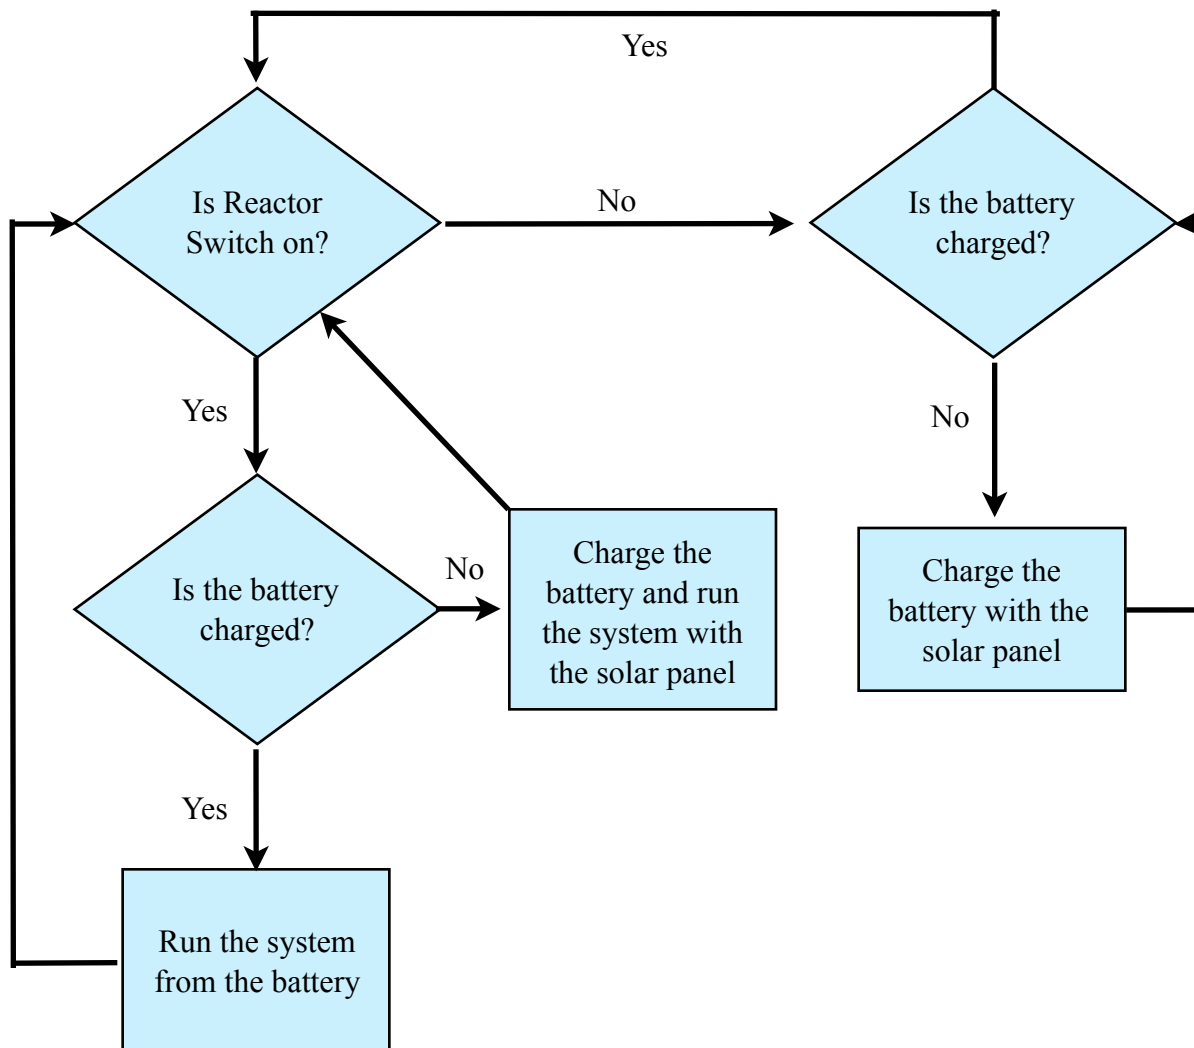 Yes
Is Reactor
Switch on?
No
Is the battery
charged?
Yes
No
Is the battery
charged?
No
Charge the
battery and run
the system with
the solar panel
Charge the
battery with the
solar panel
Yes
Run the system
from the battery